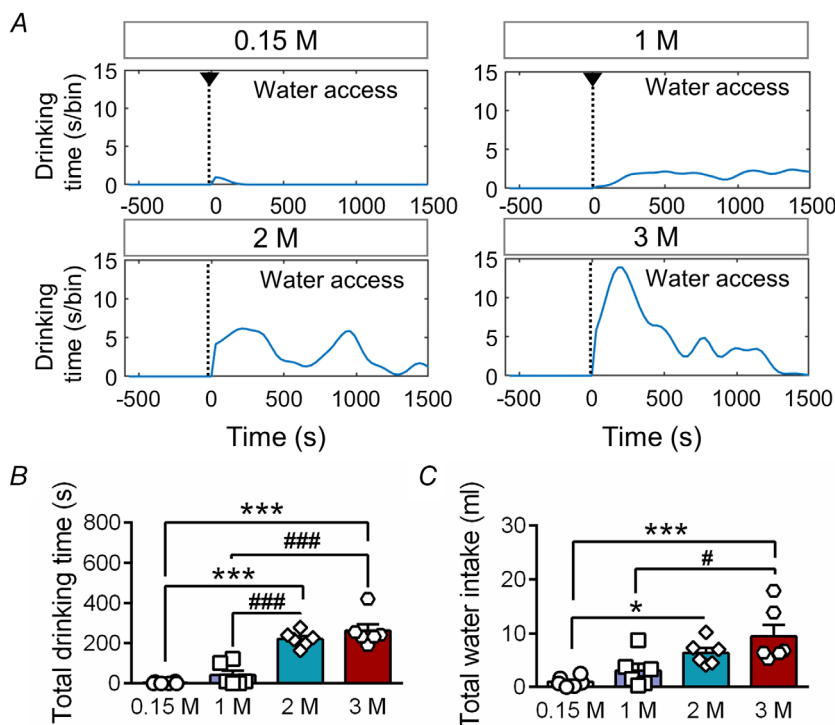 A
0.15 M 1 M
15 Water access 15 Water access
10 10
5 5
0 0
Drinking time (s/bin)
-500 0 500 1000 1500 -500 0 500 1000 1500
2 M 3 M
15 Water access 15 Water access
10 10
5 5
0 0
Drinking time (s/bin)
-500 0 500 1000 1500 -500 0 500 1000 1500
Time (s) Time (s)
B
Total drinking time (s)
800
600
400
200
0
***
###
***
###
0.15 M 1 M 2 M 3 M
C
Total water intake (ml)
30
20
10
0
***
#
*
0.15 M 1 M 2 M 3 M